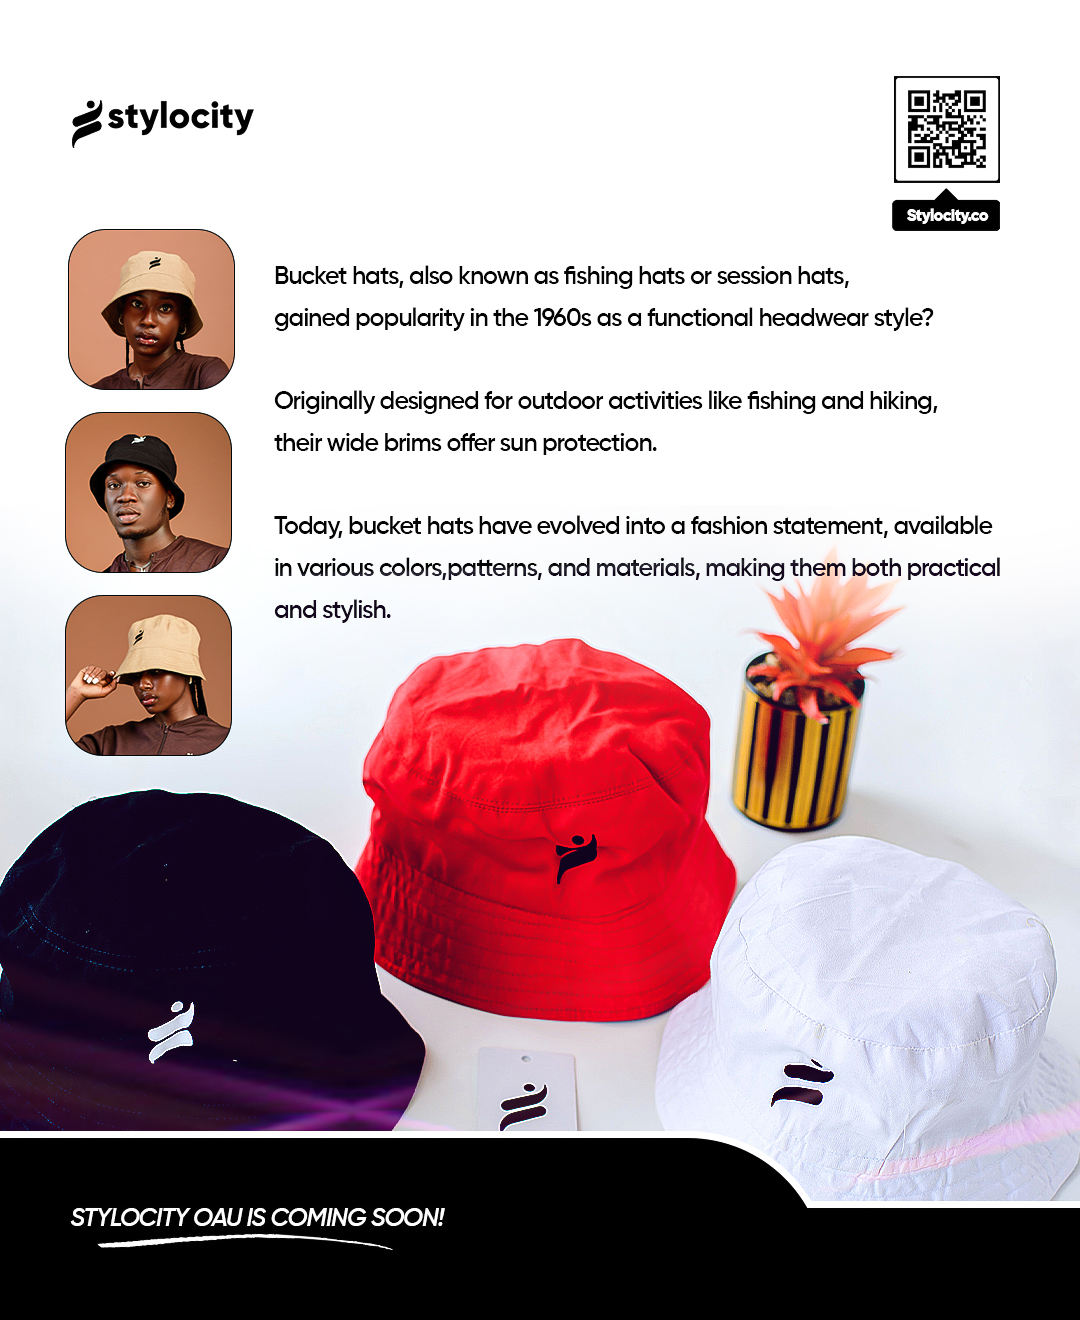 stylocity
Stylocity.co
Bucket hats, also known as fishing hats or session hats,
gained popularity in the 1960s as a functional headwear style?
Originally designed for outdoor activities like fishing and hiking,
their wide brims offer sun protection.
Today, bucket hats have evolved into a fashion statement, available
in various colors,patterns, and materials, making them both practical
and stylish.
STYLOCITY OAU IS COMING SOON!